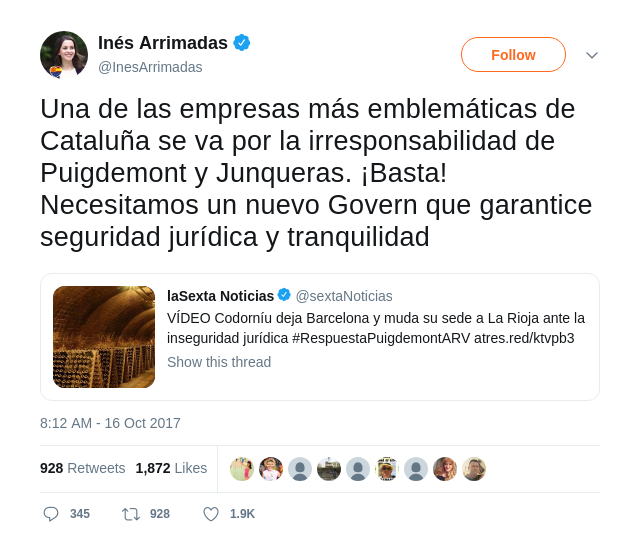 Inés Arrimadas
@InesArrimadas
Follow
Una de las empresas más emblemáticas de
Cataluña se va por la irresponsabilidad de
Puigdemont y Junqueras. ¡Basta!
Necesitamos un nuevo Govern que garantice
seguridad jurídica y tranquilidad
laSexta Noticias @sextaNoticias
VÍDEO Codorníu deja Barcelona y muda su sede a La Rioja ante la
inseguridad jurídica #RespuestaPuigdemontARV atres.red/ktvpb3
Show this thread
8:12 AM - 16 Oct 2017
928 Retweets 1,872 Likes
345 928 1.9K